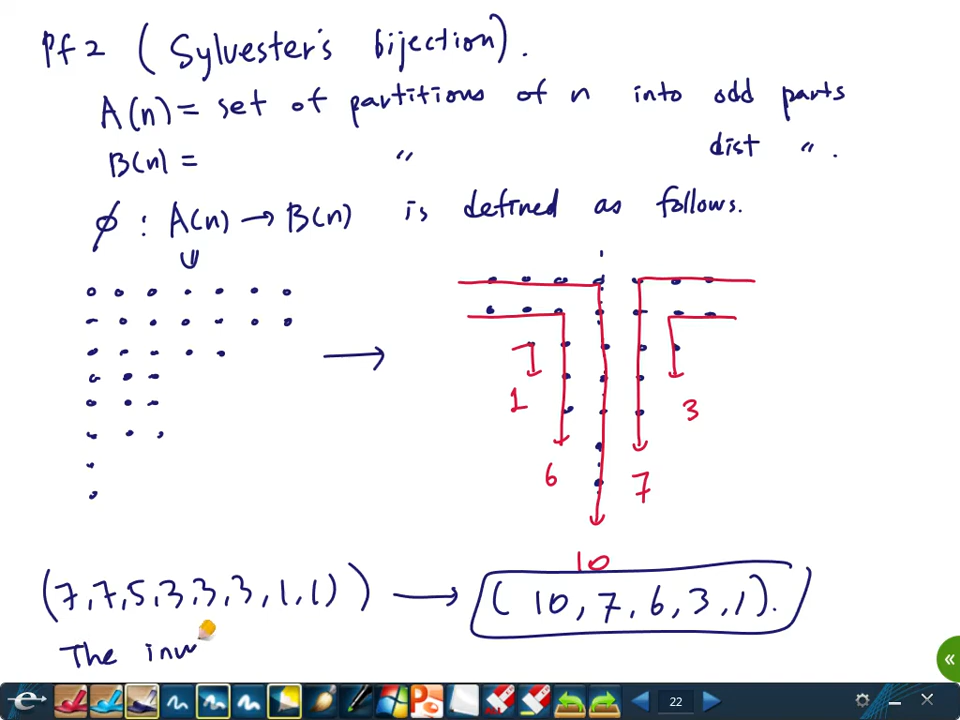 Pf 2 ( Sylvester's bijection).
A(n) = set of partitions of n into odd parts
B(n) = " dist ".
φ : A(n) → B(n) is defined as follows.
1
3
6
7
10
(7,7,5,3,3,3,1,1) ⟶ ( 10, 7, 6, 3, 1).
The inv
22